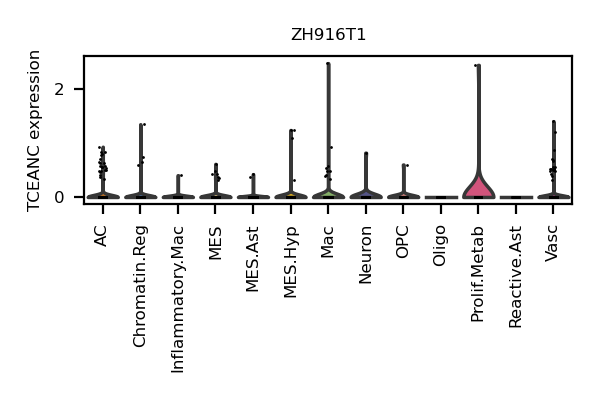 ZH916T1
TCEANC expression
2
0
AC
Chromatin.Reg
Inflammatory.Mac
MES
MES.Ast
MES.Hyp
Mac
Neuron
OPC
Oligo
Prolif.Metab
Reactive.Ast
Vasc